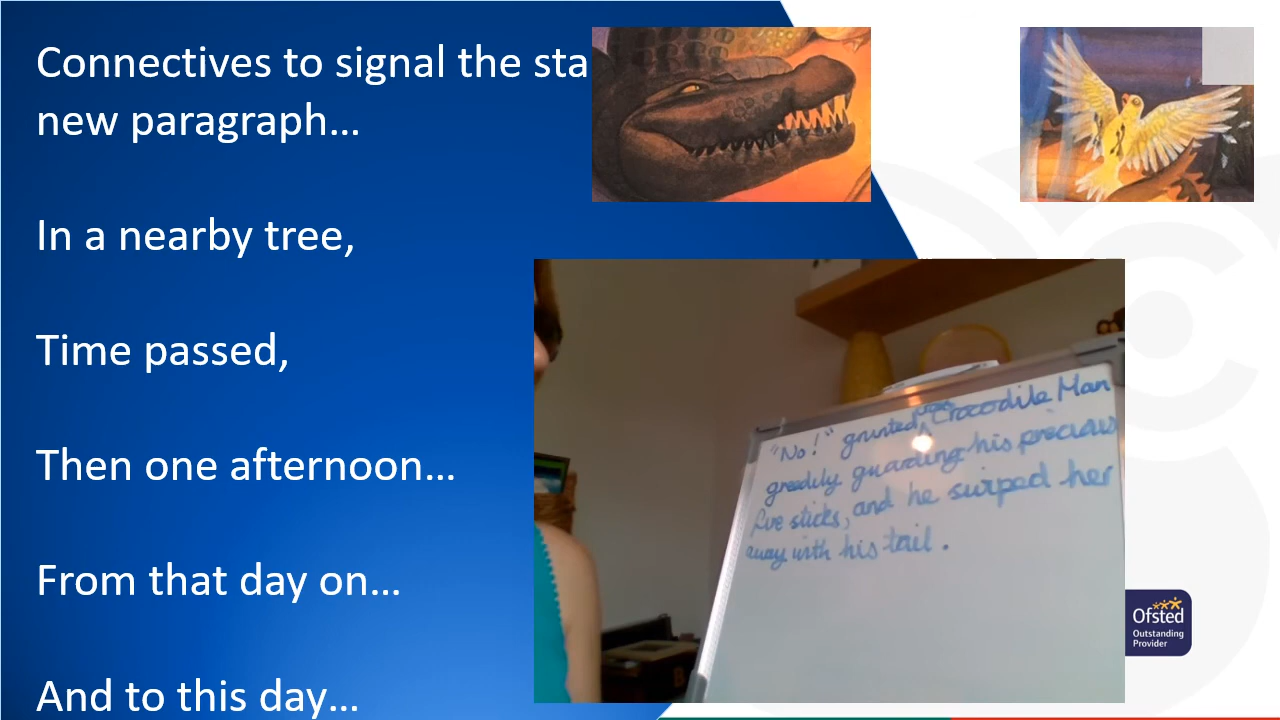 Connectives to signal the sta
new paragraph...
In a nearby tree,
Time passed,
Then one afternoon...
From that day on...
And to this day...
"No!" grunted Crocodile Man
greedily guarding his precious
fire sticks, and he swiped her
away with his tail.
Ofsted
Outstanding
Provider